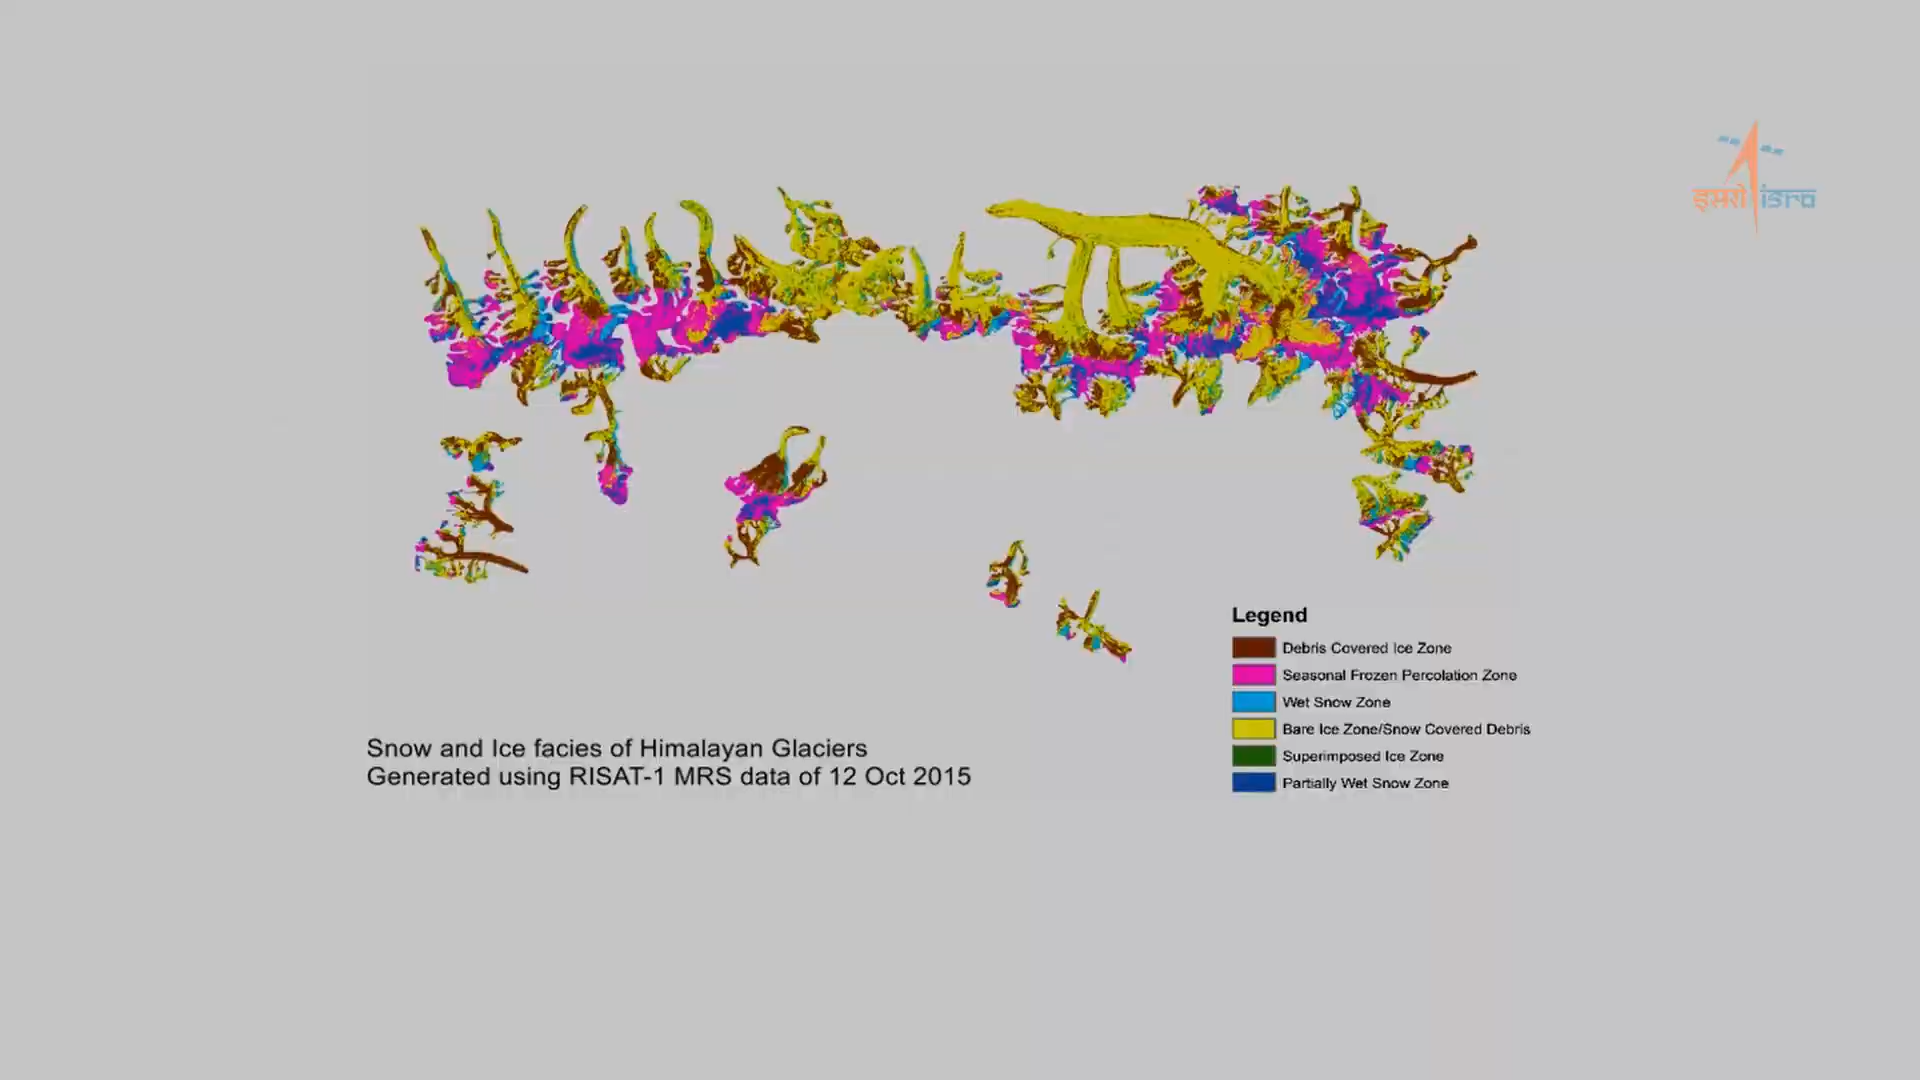 इसरो isro
Legend
Debris Covered Ice Zone
Seasonal Frozen Percolation Zone
Wet Snow Zone
Bare Ice Zone/Snow Covered Debris
Superimposed Ice Zone
Partially Wet Snow Zone
Snow and Ice facies of Himalayan Glaciers
Generated using RISAT-1 MRS data of 12 Oct 2015